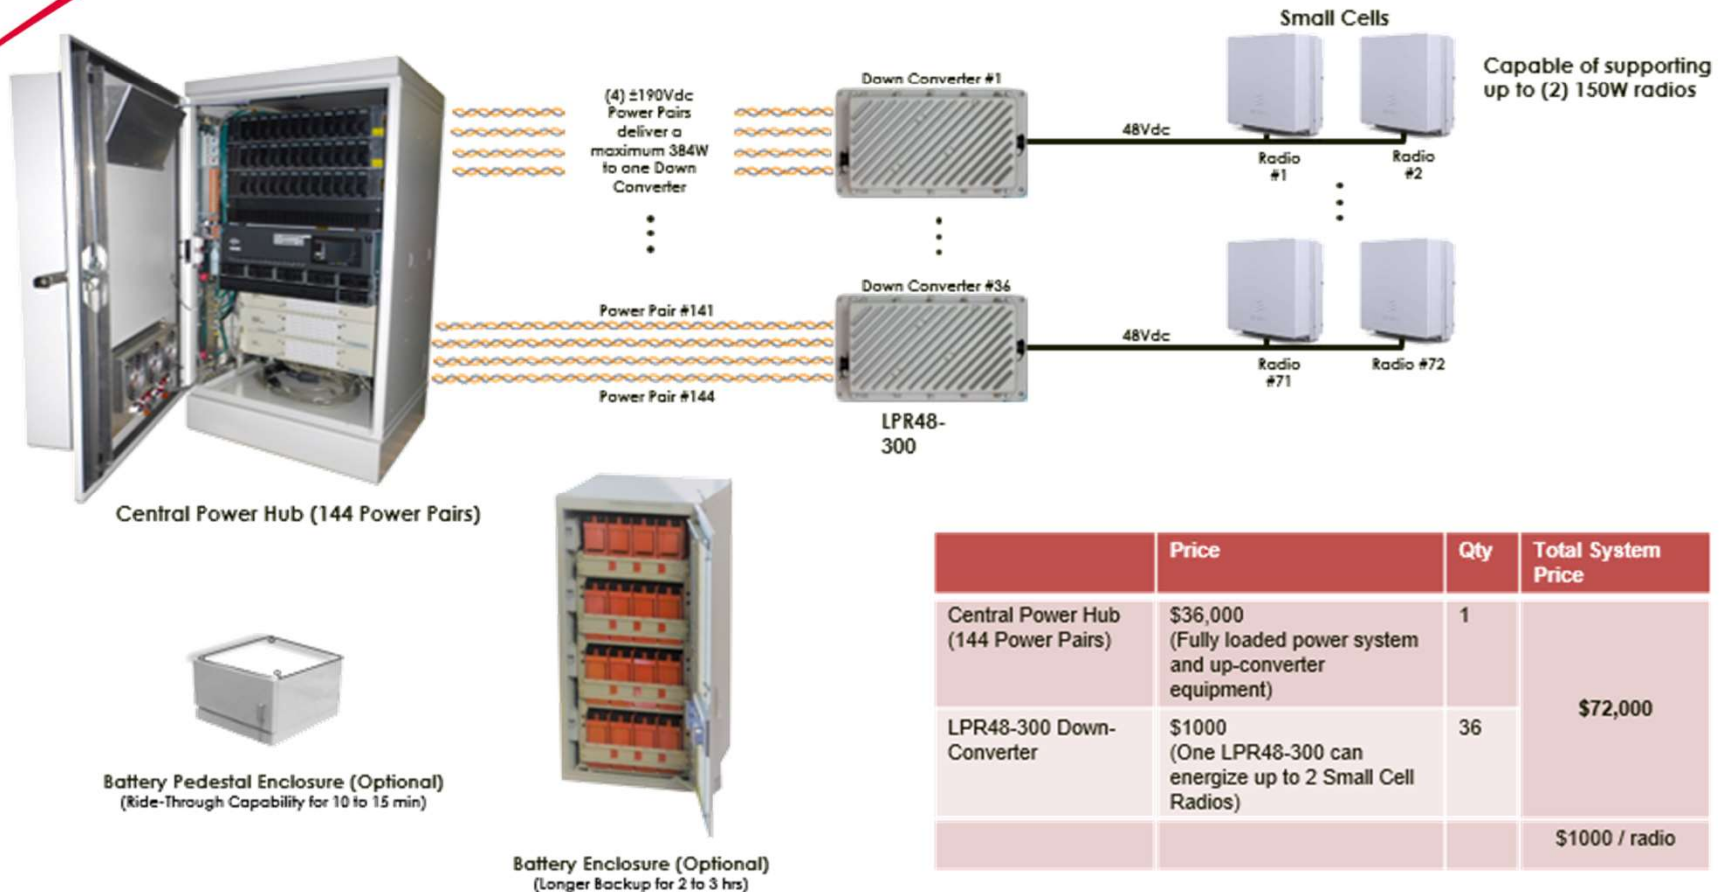 Small Cells
Capable of supporting
up to (2) 150W radios
(4) ±190Vdc
Power Pairs
deliver a
maximum 384W
to one Down
Converter
Down Converter #1
48Vdc
Radio
#1
Radio
#2
Power Pair #141
Power Pair #144
Down Converter #36
48Vdc
Radio
#71
Radio #72
LPR48-
300
Central Power Hub (144 Power Pairs)
Battery Pedestal Enclosure (Optional)
(Ride-Through Capability for 10 to 15 min)
Battery Enclosure (Optional)
(Longer Backup for 2 to 3 hrs)
Price
Qty
Total System
Price
Central Power Hub
(144 Power Pairs)
$36,000
(Fully loaded power system
and up-converter
equipment)
1
$72,000
LPR48-300 Down-
Converter
$1000
(One LPR48-300 can
energize up to 2 Small Cell
Radios)
36
$1000 / radio